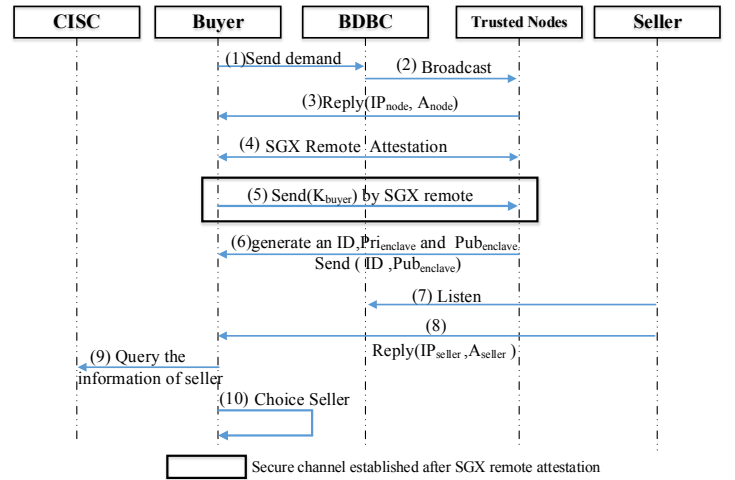 CISC Buyer BDBC Trusted Nodes Seller
(1)Send demand
(2) Broadcast
(3)Reply(IPnode, Anode)
(4) SGX Remote Attestation
(5) Send(Kbuyer) by SGX remote
(6)generate an ID,Prienclave and Pubenclave
Send ( ID ,Pubenclave)
(7) Listen
(8)
Reply(IPseller ,Aseller )
(9) Query the
information of seller
(10) Choice Seller
Secure channel established after SGX remote attestation